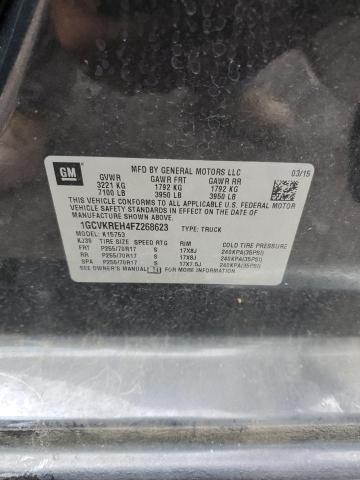 MFD BY GENERAL MOTORS LLC 03/15
GM GVWR GAWR FRT GAWR RR
3221 KG 1792 KG 1792 KG
7100 LB 3950 LB 3950 LB
THIS VEHICLE CONFORMS TO ALL APPLICABLE U.S. FEDERAL MOTOR
VEHICLE SAFETY STANDARDS IN EFFECT ON THE DATE OF
MANUFACTURE SHOWN ABOVE.
1GCVKREH4FZ268623 TYPE: TRUCK
MODEL: K15753
KJ39 TIRE SIZE SPEED RTG RIM COLD TIRE PRESSURE
FRT P255/70R17 S 17X8J 240KPA(35PSI)
RR P255/70R17 S 17X8J 240KPA(35PSI)
SPA P255/70R17 S 17X7.5J 240KPA(35PSI)
SEE OWNER'S MANUAL FOR MORE INFORMATION.